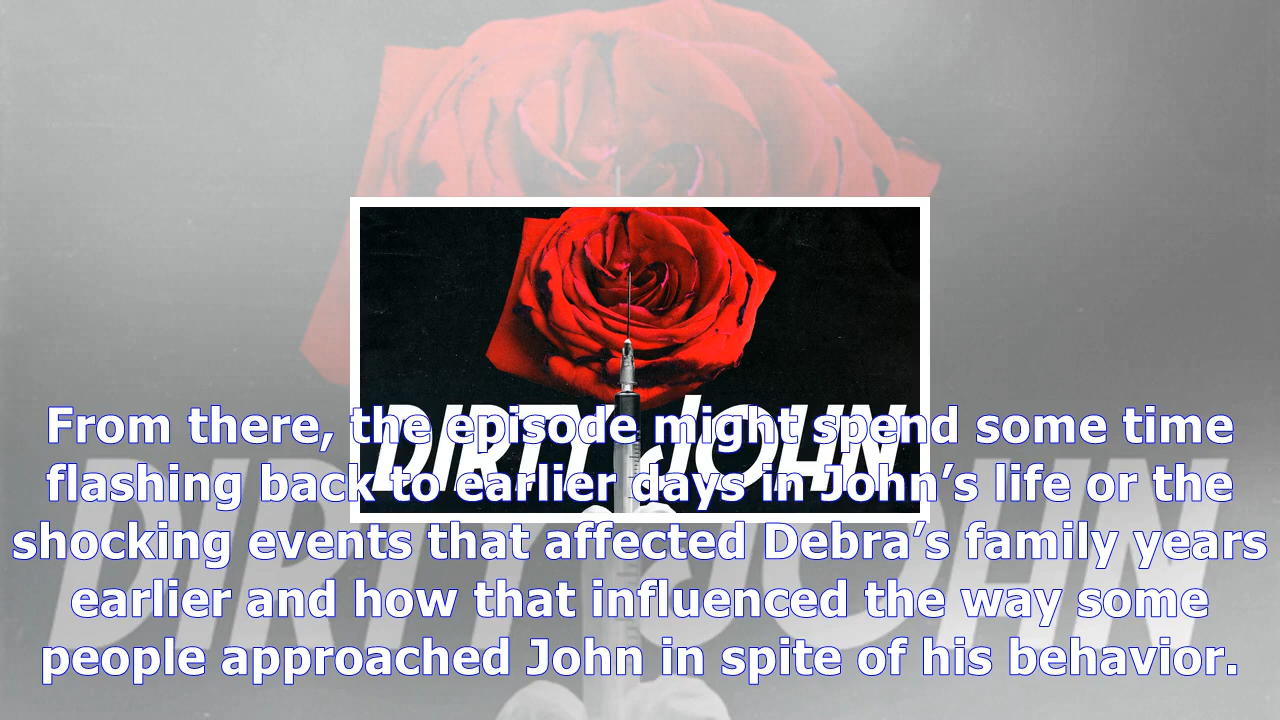 DIRTY JOHN
From there, the episode might spend some time
flashing back to earlier days in John’s life or the
shocking events that affected Debra’s family years
earlier and how that influenced the way some
people approached John in spite of his behavior.
DIRTY JOHN